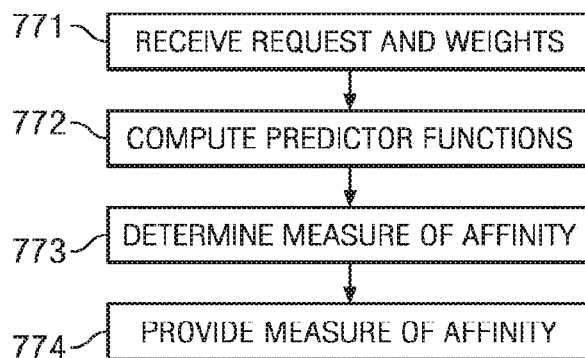 771 RECEIVE REQUEST AND WEIGHTS
772 COMPUTE PREDICTOR FUNCTIONS
773 DETERMINE MEASURE OF AFFINITY
774 PROVIDE MEASURE OF AFFINITY